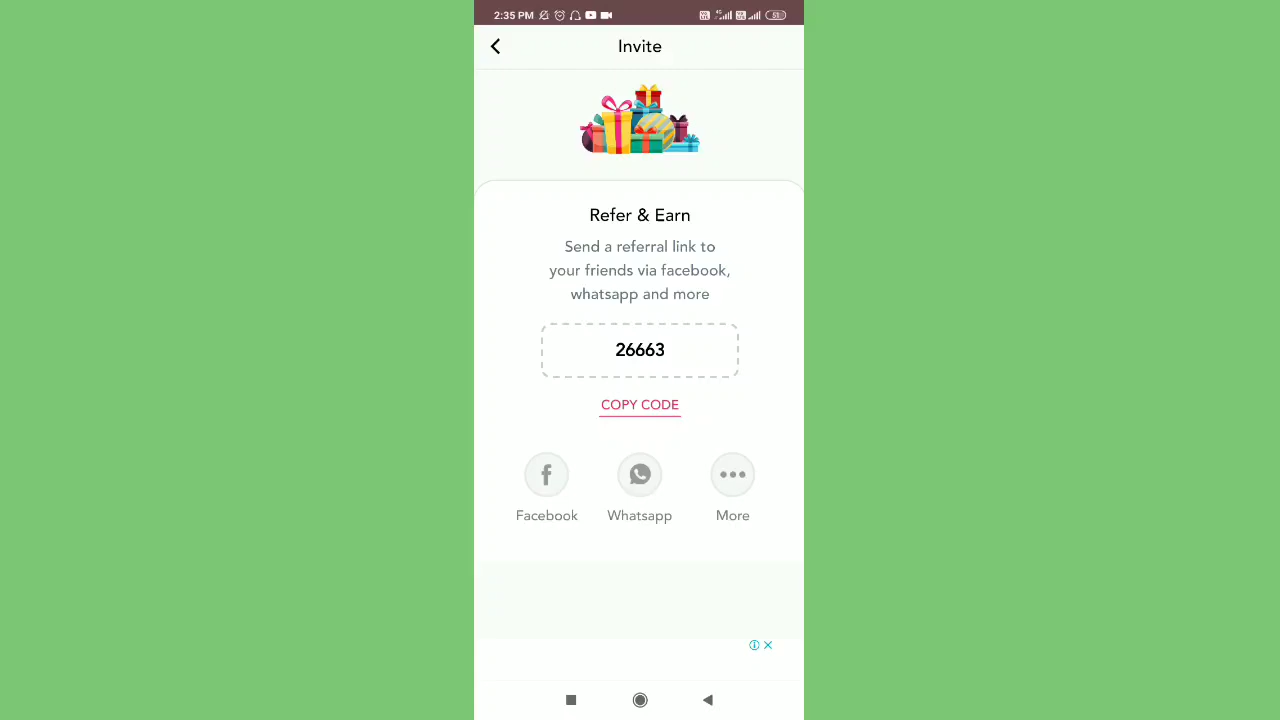 2:35 PM
Invite
Refer & Earn
Send a referral link to
your friends via facebook,
whatsapp and more
26663
COPY CODE
Facebook Whatsapp More